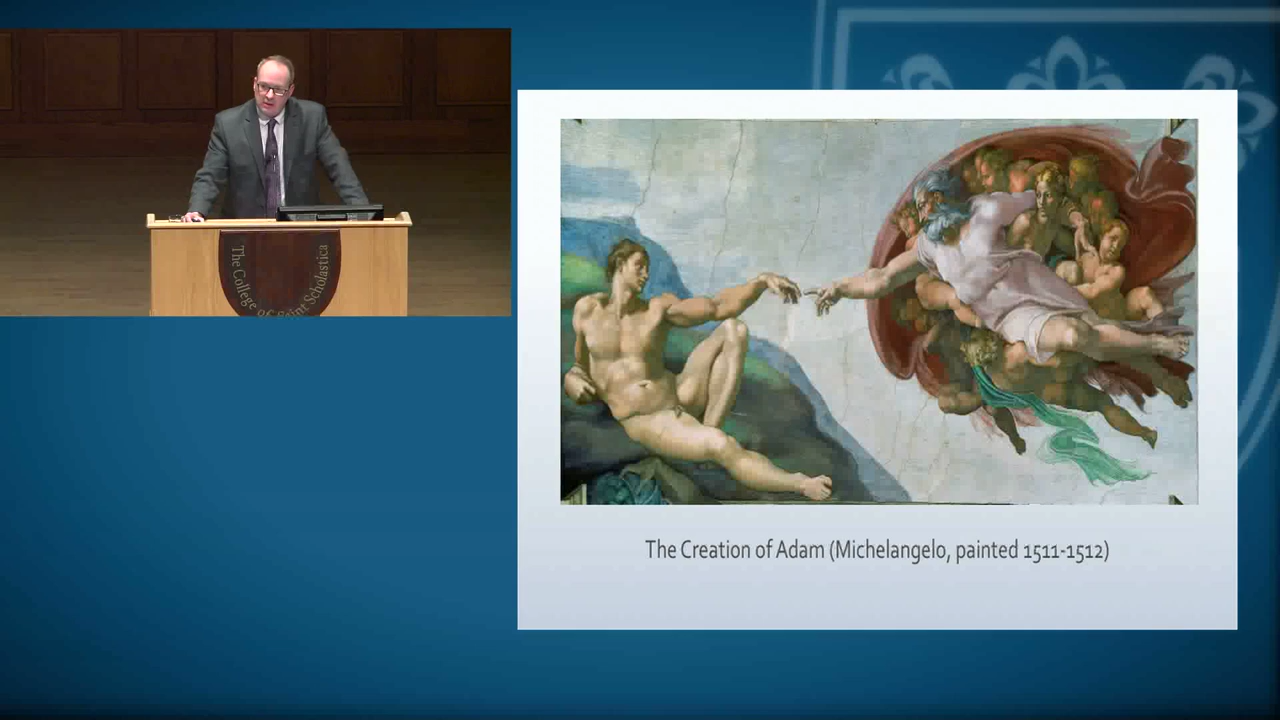 The College of Saint Scholastica
The Creation of Adam (Michelangelo, painted 1511-1512)